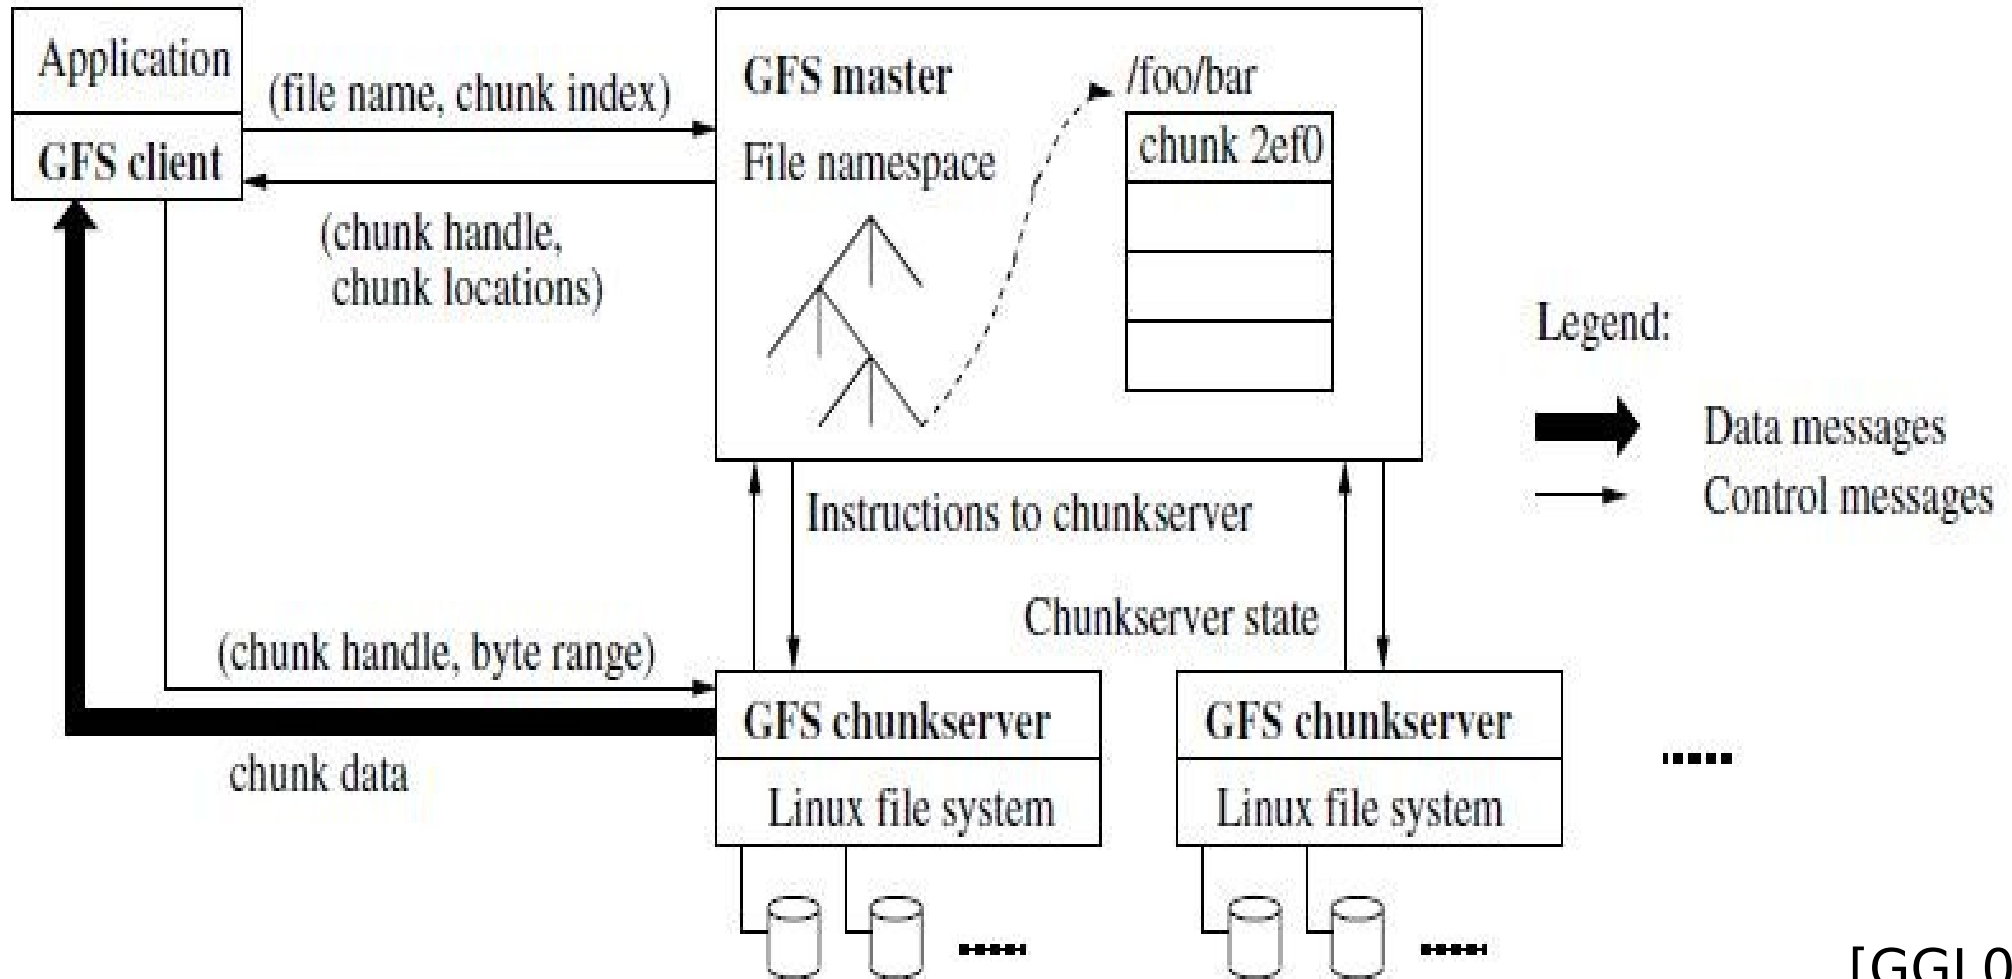 Application
GFS client
(file name, chunk index)
(chunk handle,
chunk locations)
GFS master
File namespace
/foo/bar
chunk 2ef0
Legend:
Data messages
Control messages
Instructions to chunkserver
Chunkserver state
(chunk handle, byte range)
chunk data
GFS chunkserver
Linux file system
GFS chunkserver
Linux file system